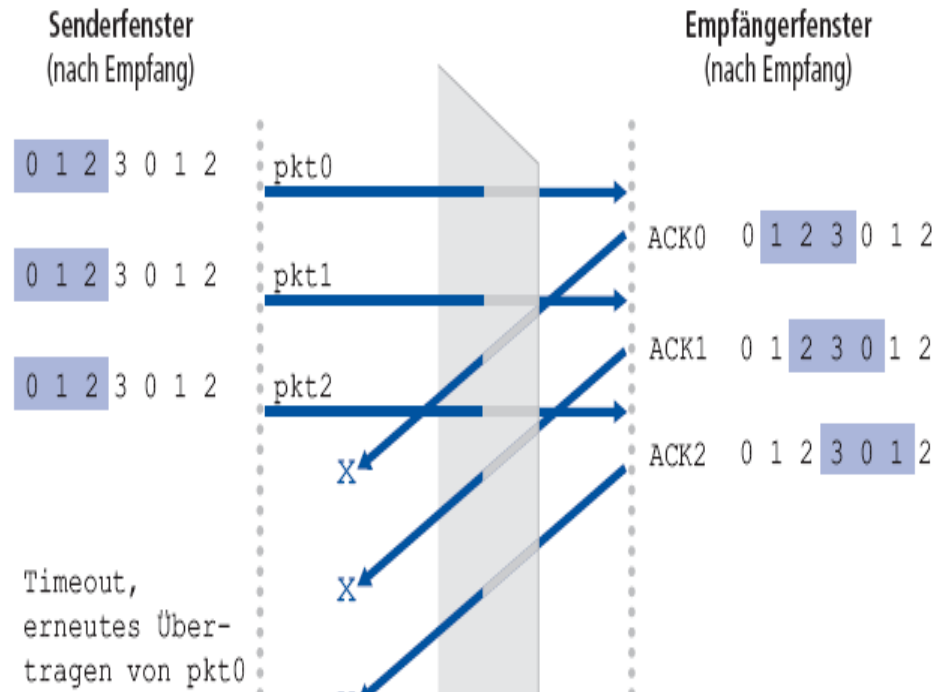 Senderfenster
(nach Empfang)
Empfängerfenster
(nach Empfang)
0 1 2 3 0 1 2
pkt0
ACK0 0 1 2 3 0 1 2
0 1 2 3 0 1 2
pkt1
ACK1 0 1 2 3 0 1 2
0 1 2 3 0 1 2
pkt2
ACK2 0 1 2 3 0 1 2
X
X
Timeout,
erneutes Über-
tragen von pkt0